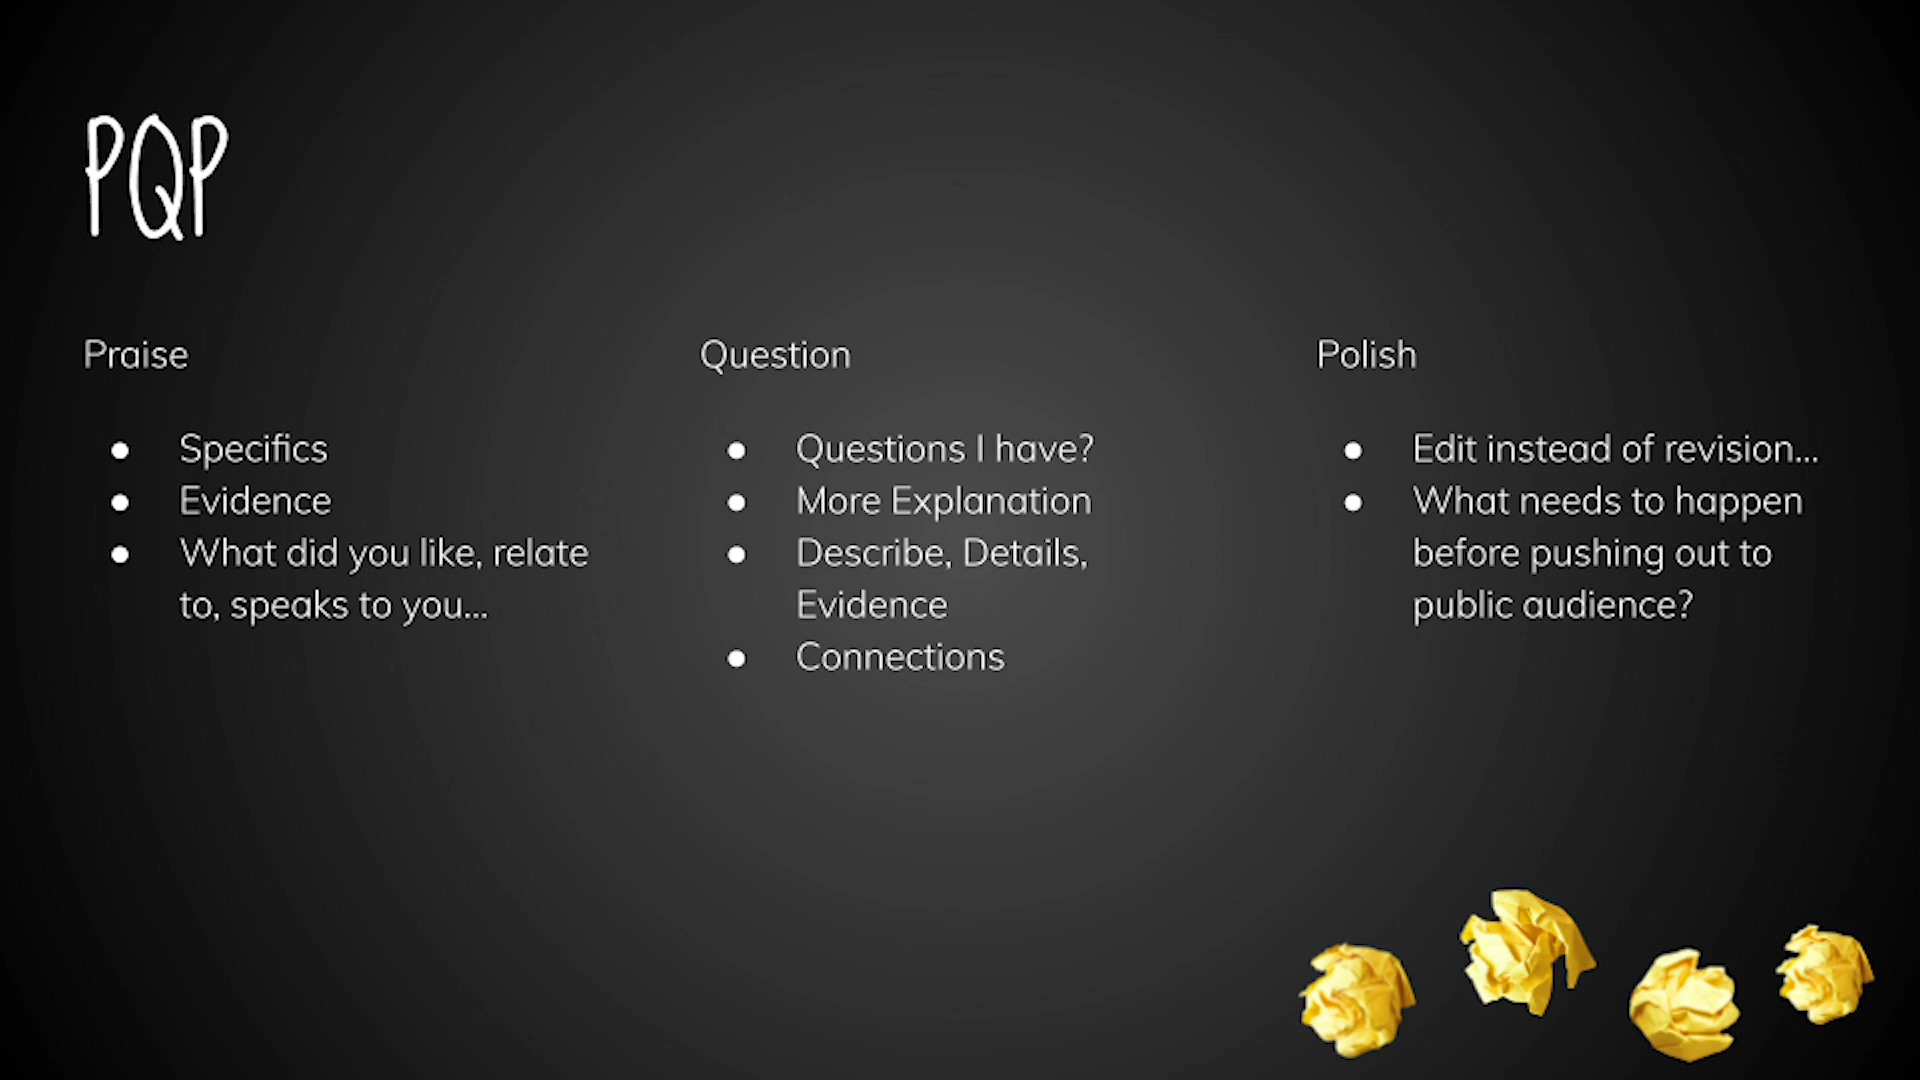 PQP
Praise
Specifics
Evidence
What did you like, relate
to, speaks to you...
Question
Questions I have?
More Explanation
Describe, Details,
Evidence
Connections
Polish
Edit instead of revision...
What needs to happen
before pushing out to
public audience?